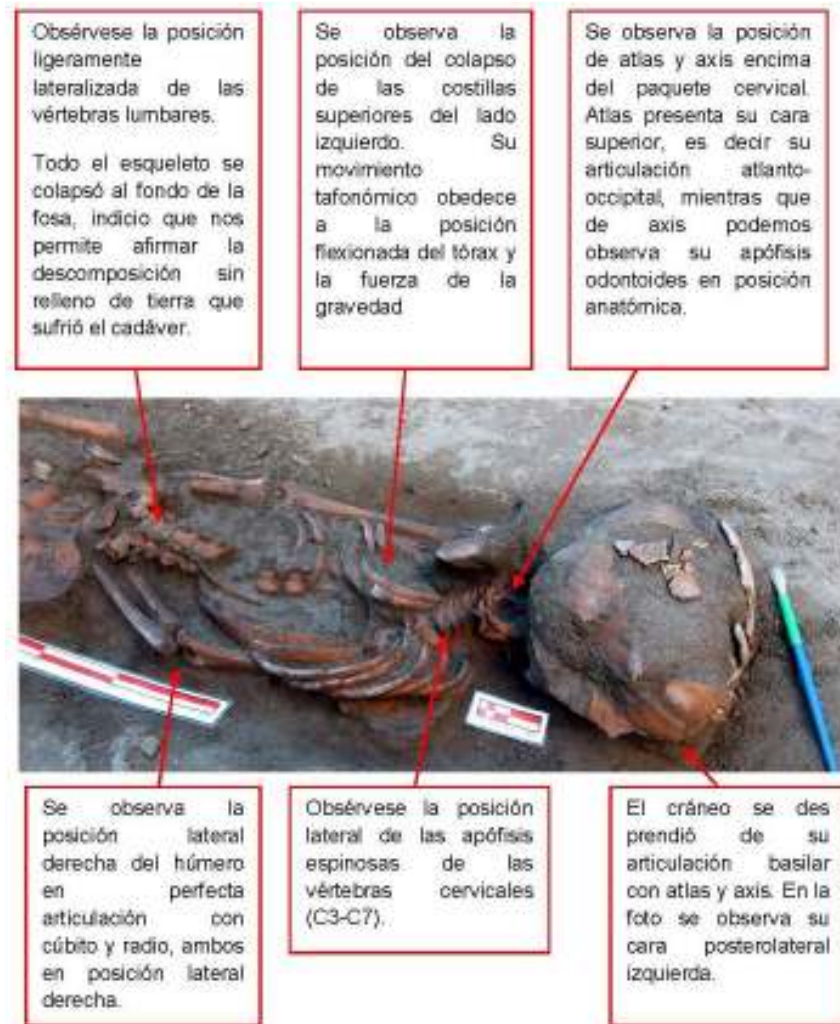 Obsérvese la posición
ligeramente
lateralizada de las
vértebras lumbares.
Todo el esqueleto se
colapsó al fondo de la
fosa, indicio que nos
permite afirmar la
descomposición sin
relleno de tierra que
sufrió el cadáver.
Se observa la
posición del colapso
de las costillas
superiores del lado
izquierdo. Su
movimiento
tafonómico obedece
a la posición
flexionada del tórax y
la fuerza de la
gravedad
Se observa la posición
de atlas y axis encima
del paquete cervical.
Atlas presenta su cara
superior, es decir su
articulación atlanto-
occipital, mientras que
de axis podemos
observa su apófisis
odontoides en posición
anatómica.
Se observa la
posición lateral
derecha del húmero
en perfecta
articulación con
cúbito y radio, ambos
en posición lateral
derecha.
Obsérvese la posición
lateral de las apófisis
espinosas de las
vértebras cervicales
(C3-C7).
El cráneo se des
prendió de su
articulación basilar
con atlas y axis. En la
foto se observa su
cara posterolateral
izquierda.